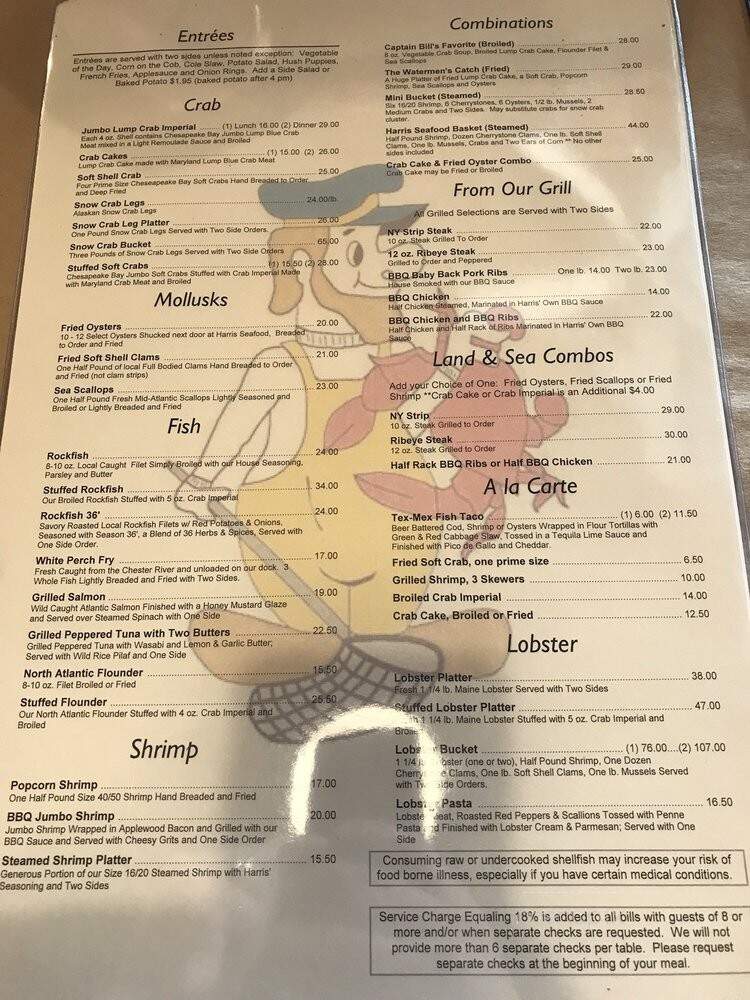 Entrées
Entrées are served with two sides unless noted exception: Vegetable
of the Day, Corn on the Cob, Cole Slaw, Potato Salad, Hush Puppies,
French Fries, Applesauce and Onion Rings. Add a Side Salad or
Baked Potato $1.95 (baked potato after 4 pm)
Crab
Jumbo Lump Crab Imperial (1) Lunch 16.00 (2) Dinner 29.00
Each 4 oz. Shell contains Chesapeake Bay Jumbo Lump Blue Crab
Meat mixed in a Light Remoulade Sauce and Broiled
Crab Cakes (1) 15.00 (2) 26.00
Lump Crab Cake made with Maryland Lump Blue Crab Meat
Soft Shell Crab 25.00
Four Prime Size Cheseapeake Bay Soft Crabs Hand Breaded to Order
and Deep Fried
Snow Crab Legs 24.00/lb.
Alaskan Snow Crab Legs
Snow Crab Leg Platter 26.00
One Pound Snow Crab Legs Served with Two Side Orders.
Snow Crab Bucket 65.00
Three Pounds of Snow Crab Legs Served with Two Side Orders
Stuffed Soft Crabs (1) 15.50 (2) 28.00
Chesapeake Bay Jumbo Soft Crabs Stuffed with Crab Imperial Made
with Maryland Crab Meat and Broiled
Mollusks
Fried Oysters 20.00
10 - 12 Select Oysters Shucked next door at Harris Seafood, Breaded
to Order and Fried
Fried Soft Shell Clams 21.00
One Half Pound of local Full Bodied Clams Hand Breaded to Order
and Fried (not clam strips)
Sea Scallops 23.00
One Half Pound Fresh Mid-Atlantic Scallops Lightly Seasoned and
Broiled or Lightly Breaded and Fried
Fish
Rockfish 24.00
8-10 oz. Local Caught Filet Simply Broiled with our House Seasoning,
Parsley and Butter
Stuffed Rockfish 34.00
Our Broiled Rockfish Stuffed with 5 oz. Crab Imperial
Rockfish 36' 24.00
Savory Roasted Local Rockfish Filets w/ Red Potatoes & Onions,
Seasoned with Season 36', a Blend of 36 Herbs & Spices, Served with
One Side Order.
White Perch Fry 17.00
Fresh Caught from the Chester River and unloaded on our dock. 3
Whole Fish Lightly Breaded and Fried with Two Sides.
Grilled Salmon 19.00
Wild Caught Atlantic Salmon Finished with a Honey Mustard Glaze
and Served over Steamed Spinach with One Side
Grilled Peppered Tuna with Two Butters 22.50
Grilled Peppered Tuna with Wasabi and Lemon & Garlic Butter;
Served with Wild Rice Pilaf and One Side
North Atlantic Flounder 15.50
8-10 oz. Filet Broiled or Fried
Stuffed Flounder 25.50
Our North Atlantic Flounder Stuffed with 4 oz. Crab Imperial and
Broiled
Shrimp
Popcorn Shrimp 17.00
One Half Pound Size 40/50 Shrimp Hand Breaded and Fried
BBQ Jumbo Shrimp 20.00
Jumbo Shrimp Wrapped in Applewood Bacon and Grilled with our
BBQ Sauce and Served with Cheesy Grits and One Side Order
Steamed Shrimp Platter 15.50
Generous Portion of our Size 16/20 Steamed Shrimp with Harris'
Seasoning and Two Sides
Combinations
Captain Bill's Favorite (Broiled) 28.00
6 oz. Vegetable Crab Soup, Broiled Lump Crab Cake, Flounder Filet &
Sea Scallops
The Watermen's Catch (Fried) 29.00
A Huge Platter of Fried Lump Crab Cake, a Soft Crab, Popcorn
Shrimp, Sea Scallops and Oysters
Mini Bucket (Steamed) 28.50
Six 16/20 Shrimp, 6 Cherrystones, 6 Oysters, 1/2 lb. Mussels, 2
Medium Crabs and Two Sides. May substitute crabs for snow crab
cluster.
Harris Seafood Basket (Steamed) 44.00
Half Pound Shrimp, Dozen Cherrystone Clams, One lb. Soft Shell
Clams, One lb. Mussels, Crabs and Two Ears of Corn ** No other
sides included
Crab Cake & Fried Oyster Combo 25.00
Crab Cake may be Fried or Broiled
From Our Grill
All Grilled Selections are Served with Two Sides
NY Strip Steak 22.00
10 oz. Steak Grilled To Order
12 oz. Ribeye Steak 23.00
Grilled to Order and Peppered
BBQ Baby Back Pork Ribs One lb. 14.00 Two lb. 23.00
House Smoked with our BBQ Sauce
BBQ Chicken 14.00
Half Chicken Steamed, Marinated in Harris' Own BBQ Sauce
BBQ Chicken and BBQ Ribs 22.00
Half Chicken and Half Rack of Ribs Marinated in Harris' Own BBQ
Sauce
Land & Sea Combos
Add your Choice of One: Fried Oysters, Fried Scallops or Fried
Shrimp **Crab Cake or Crab Imperial is an Additional $4.00
NY Strip 29.00
10 oz. Steak Grilled to Order
Ribeye Steak 30.00
12 oz. Steak Grilled to Order
Half Rack BBQ Ribs or Half BBQ Chicken 21.00
A la Carte
Tex-Mex Fish Taco (1) 6.00 (2) 11.50
Beer Battered Cod, Shrimp or Oysters Wrapped in Flour Tortillas with
Green & Red Cabbage Slaw, Tossed in a Tequila Lime Sauce and
Finished with Pico de Gallo and Cheddar.
Fried Soft Crab, one prime size 6.50
Grilled Shrimp, 3 Skewers 10.00
Broiled Crab Imperial 14.00
Crab Cake, Broiled or Fried 12.50
Lobster
Lobster Platter 38.00
Fresh 1 1/4 lb. Maine Lobster Served with Two Sides
Stuffed Lobster Platter 47.00
1 1/4 lb. Maine Lobster Stuffed with 5 oz. Crab Imperial and
Bucket (1) 76.00....(2) 107.00
1 1/4 (one or two), Half Pound Shrimp, One Dozen
Clams, One lb. Soft Shell Clams, One lb. Mussels Served
with Orders.
Pasta 16.50
Roasted Red Peppers & Scallions Tossed with Penne
Pasta Finished with Lobster Cream & Parmesan; Served with One
Side
Consuming raw or undercooked shellfish may increase your risk of
food borne illness, especially if you have certain medical conditions.
Service Charge Equaling 18% is added to all bills with guests of 8 or
more and/or when separate checks are requested. We will not
provide more than 6 separate checks per table. Please request
separate checks at the beginning of your meal.